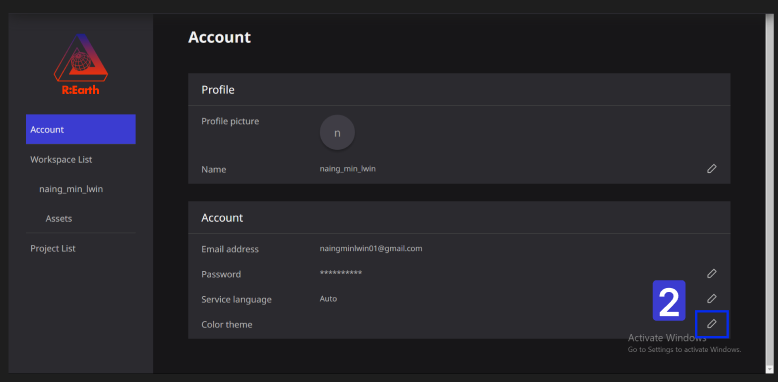 Account
R:Earth
Profile
Profile picture
n
Name naing_min_lwin
Account
Workspace List
naing_min_lwin
Assets
Project List
Account
Email address naingminlwin01@gmail.com
Password **********
Service language Auto
Color theme
2
Activate Windows
Go to Settings to activate Windows.